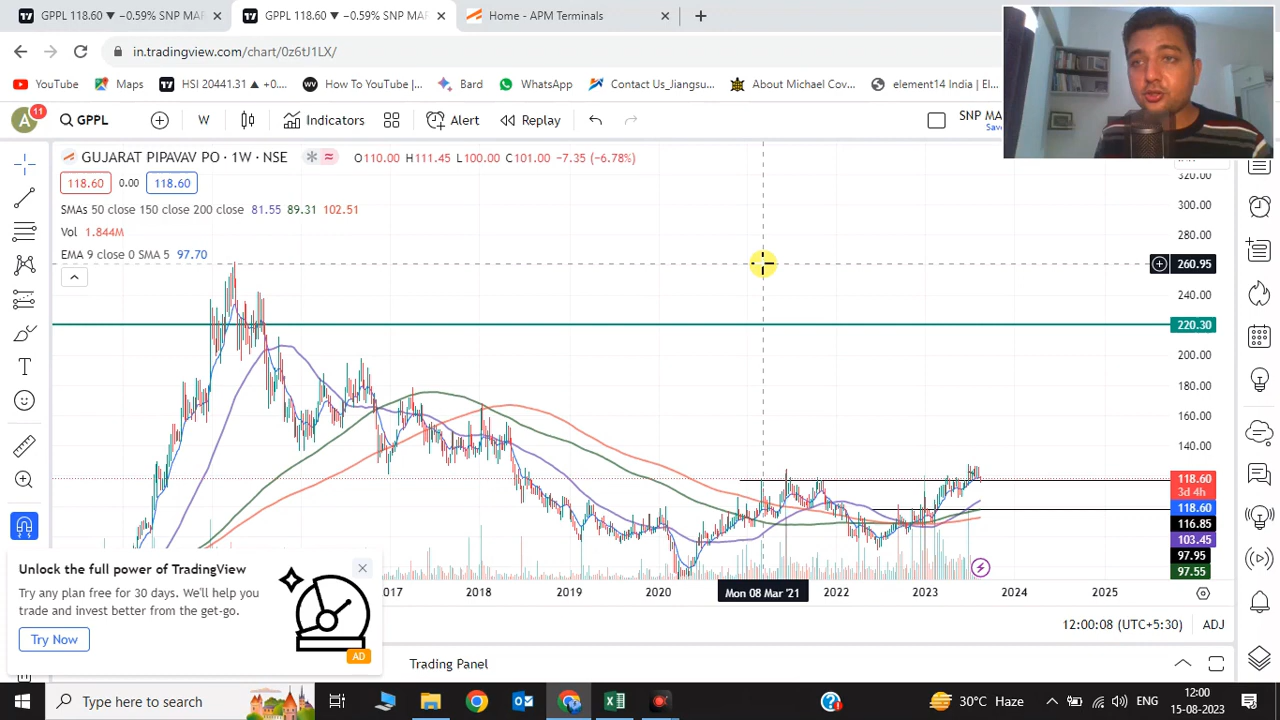 GPPL 118.60 ▼ −0.59% SNP MAR
GPPL 118.60 ▼ −0.59% SNP MAR
Home - APM Terminals
in.tradingview.com/chart/0z6tJ1LX/
YouTube
Maps
HSI 20441.31 ▲ +0....
How To YouTube |...
Bard
WhatsApp
Contact Us_Jiangsu...
About Michael Cov...
element14 India | El...
A
11
GPPL
W
Indicators
Alert
Replay
SNP MA
Save
GUJARAT PIPAVAV PO · 1W · NSE
O110.00 H111.45 L100.00 C101.00 -7.35 (-6.78%)
118.60 0.00 118.60
SMAs 50 close 150 close 200 close 81.55 89.31 102.51
Vol 1.844M
EMA 9 close 0 SMA 5 97.70
320.00
300.00
280.00
260.95
240.00
220.30
200.00
180.00
160.00
140.00
118.60
3d 4h
118.60
116.85
103.45
97.95
97.55
Unlock the full power of TradingView
Try any plan free for 30 days. We'll help you
trade and invest better from the get-go.
Try Now
AD
2017 2018 2019 2020 Mon 08 Mar '21 2022 2023 2024 2025
12:00:08 (UTC+5:30) ADJ
Trading Panel
Type here to search
30°C Haze
ENG
12:00
15-08-2023